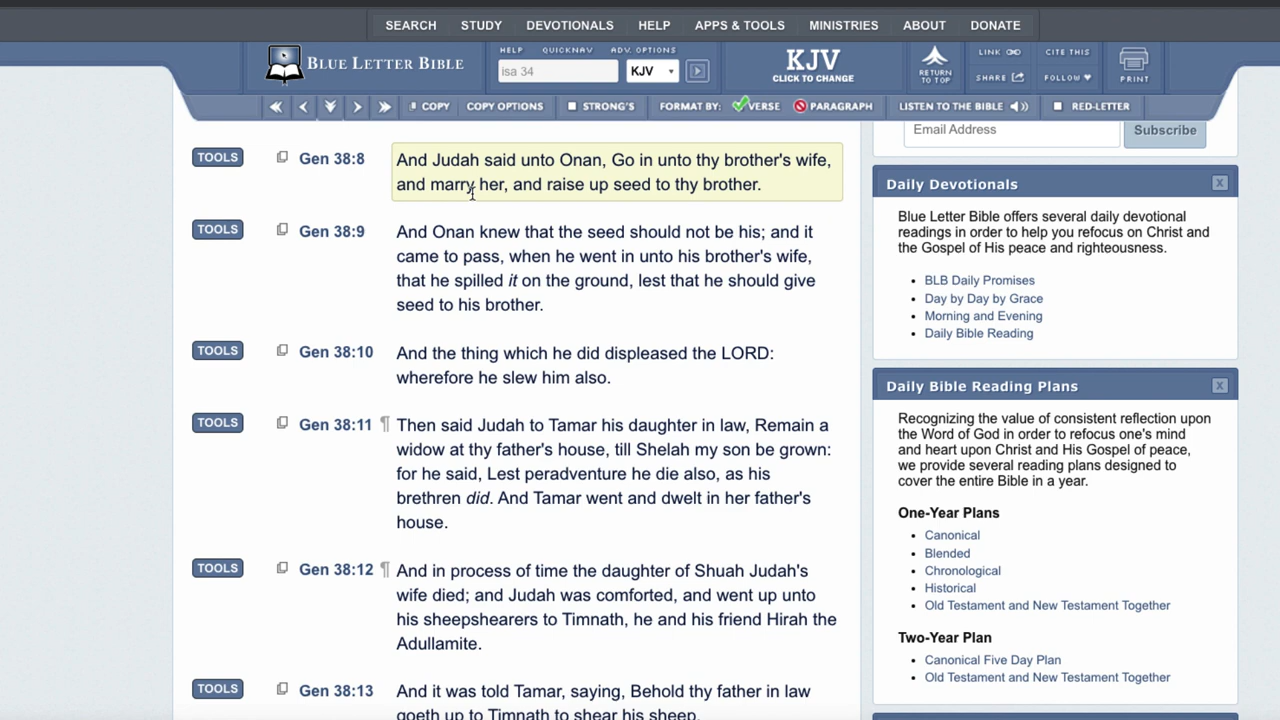 SEARCH STUDY DEVOTIONALS HELP APPS & TOOLS MINISTRIES ABOUT DONATE
BLUE LETTER BIBLE
HELP QUICKNAV ADV. OPTIONS
isa 34 KJV
KJV
CLICK TO CHANGE
RETURN
TO TOP
LINK CITE THIS
SHARE FOLLOW
PRINT
COPY COPY OPTIONS STRONG'S FORMAT BY: VERSE PARAGRAPH LISTEN TO THE BIBLE RED-LETTER
TOOLS Gen 38:8 And Judah said unto Onan, Go in unto thy brother's wife,
and marry her, and raise up seed to thy brother.
TOOLS Gen 38:9 And Onan knew that the seed should not be his; and it
came to pass, when he went in unto his brother's wife,
that he spilled it on the ground, lest that he should give
seed to his brother.
TOOLS Gen 38:10 And the thing which he did displeased the LORD:
wherefore he slew him also.
TOOLS Gen 38:11 ¶ Then said Judah to Tamar his daughter in law, Remain a
widow at thy father's house, till Shelah my son be grown:
for he said, Lest peradventure he die also, as his
brethren did. And Tamar went and dwelt in her father's
house.
TOOLS Gen 38:12 ¶ And in process of time the daughter of Shuah Judah's
wife died; and Judah was comforted, and went up unto
his sheepshearers to Timnath, he and his friend Hirah the
Adullamite.
TOOLS Gen 38:13 And it was told Tamar, saying, Behold thy father in law
goeth up to Timnath to shear his sheep.
Email Address Subscribe
Daily Devotionals X
Blue Letter Bible offers several daily devotional
readings in order to help you refocus on Christ and
the Gospel of His peace and righteousness.
• BLB Daily Promises
• Day by Day by Grace
• Morning and Evening
• Daily Bible Reading
Daily Bible Reading Plans X
Recognizing the value of consistent reflection upon
the Word of God in order to refocus one's mind
and heart upon Christ and His Gospel of peace,
we provide several reading plans designed to
cover the entire Bible in a year.
One-Year Plans
• Canonical
• Blended
• Chronological
• Historical
• Old Testament and New Testament Together
Two-Year Plan
• Canonical Five Day Plan
• Old Testament and New Testament Together